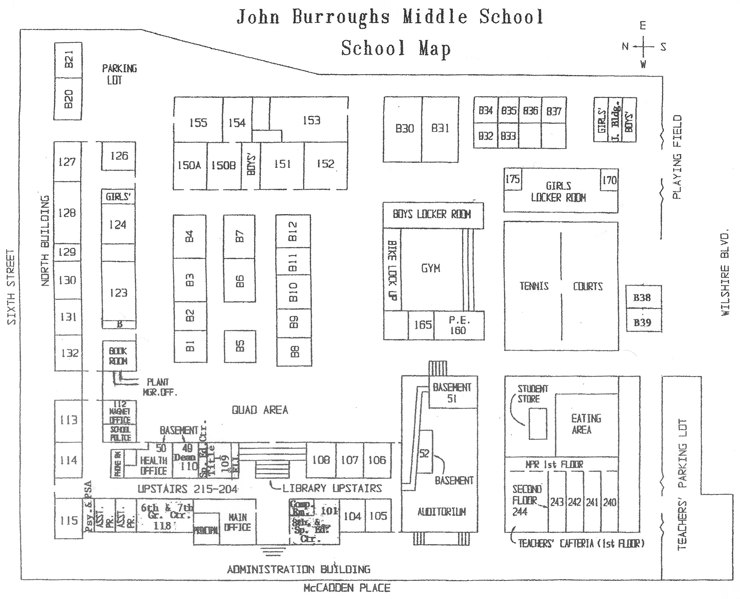 John Burroughs Middle School
School Map
E
N S
W
B21
B20
PARKING
LOT
155
154
153
150A
150B
BOYS'
151
152
B30
B31
B34
B35
B36
B37
B32
B33
GIRLS'
J. Bldg.
BOYS'
PLAYING FIELD
WILSHIRE BLVD.
SIXTH STREET
NORTH BUILDING
127
128
129
130
131
132
126
GIRLS'
124
123
B
BOOK
ROOM
PLANT
MGR.OFF.
B4
B3
B2
B1
B7
B6
B5
B12
B11
B10
B9
B8
175
170
GIRLS
LOCKER ROOM
BOYS LOCKER ROOM
BIKE LOCK UP
GYM
165
P.E.
160
TENNIS
COURTS
B38
B39
QUAD AREA
113
114
115
112
MAGNET
OFFICE
SCHOOL
POLICE
BASEMENT
50
HEALTH
OFFICE
49
Dean
110
Sp. Ed. Ctr.
Title I
109
108
107
106
UPSTAIRS 215-204
LIBRARY UPSTAIRS
Psy. & PSA
ASST.
PR.
ASST.
PR.
6th & 7th
Gr. Ctr.
118
PRINCIPAL
MAIN
OFFICE
Comp.
Rm.
101
8th. &
Sp. Ed.
Ctr.
104
105
BASEMENT
51
52
BASEMENT
AUDITORIUM
STUDENT
STORE
EATING
AREA
MPR 1st FLOOR
SECOND
FLOOR
244
243
242
241
240
TEACHERS' CAFTERIA (1st FLOOR)
TEACHERS' PARKING LOT
ADMINISTRATION BUILDING
McCADDEN PLACE